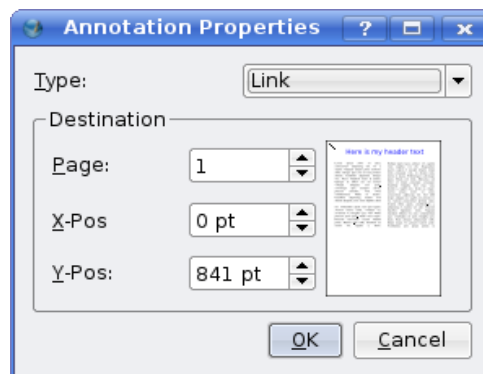 Annotation Properties ?
Type: Link
Destination
Page: 1
X-Pos 0 pt
Y-Pos: 841 pt
Here is my header text
OK Cancel